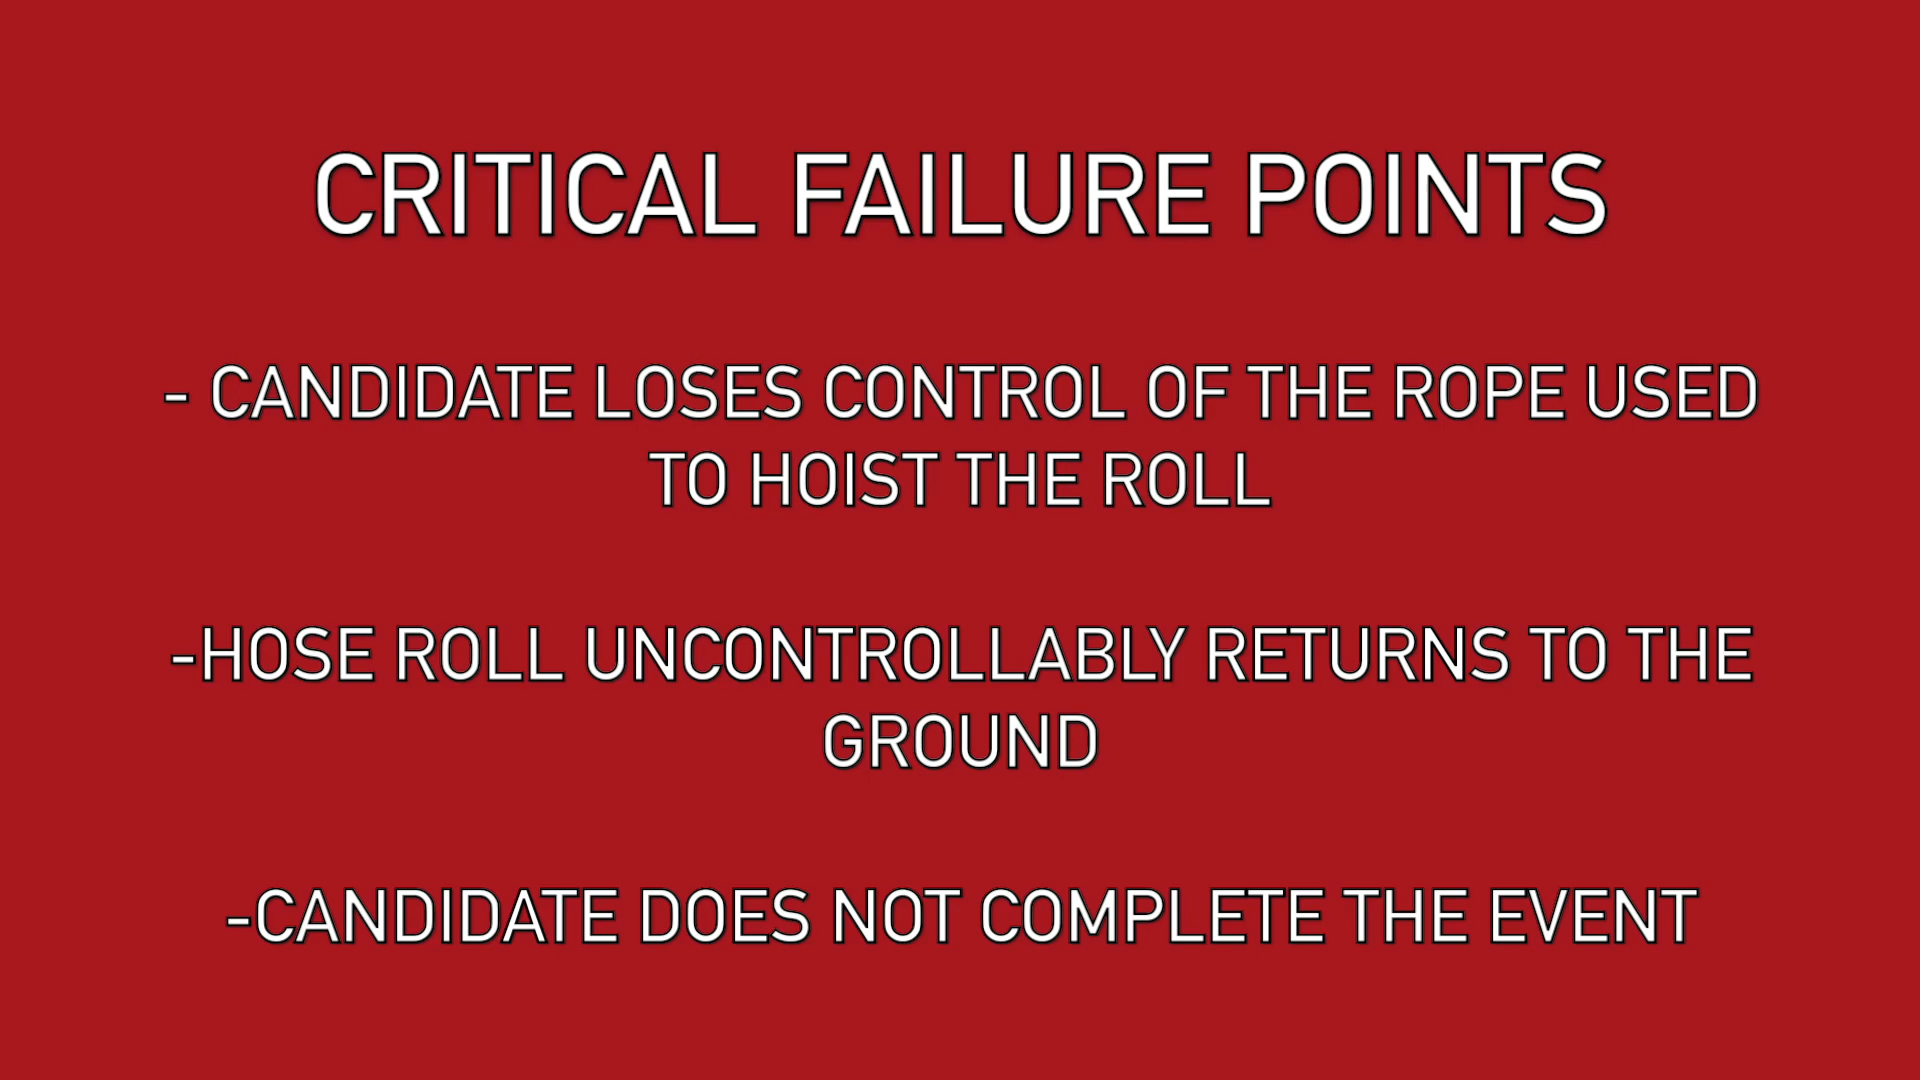 CRITICAL FAILURE POINTS
- CANDIDATE LOSES CONTROL OF THE ROPE USED
TO HOIST THE ROLL
-HOSE ROLL UNCONTROLLABLY RETURNS TO THE
GROUND
-CANDIDATE DOES NOT COMPLETE THE EVENT